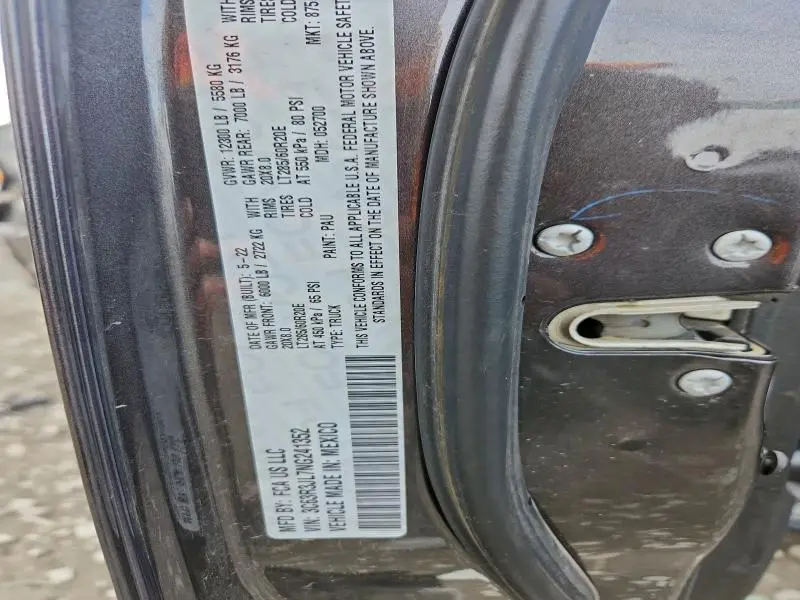 MFD BY: FCA US LLC
DATE OF MFR (BUILT): 5-22
GVWR: 12300 LB / 5580 KG
VIN: 3C63R3JL7NG241352
GAWR FRONT: 6000 LB / 2722 KG
WITH
GAWR REAR: 7000 LB / 3176 KG
WITH
VEHICLE MADE IN: MEXICO
20X8.0
RIMS
20X8.0
RIMS
LT285/60R20E
TIRES
LT285/60R20E
AT 450 kPa / 65 PSI
COLD
AT 550 kPa / 80 PSI
COLD
TYPE: TRUCK
PAINT: PAU
MDH: 052700
MKT: 875
THIS VEHICLE CONFORMS TO ALL APPLICABLE U.S.A. FEDERAL MOTOR VEHICLE SAFET
STANDARDS IN EFFECT ON THE DATE OF MANUFACTURE SHOWN ABOVE.